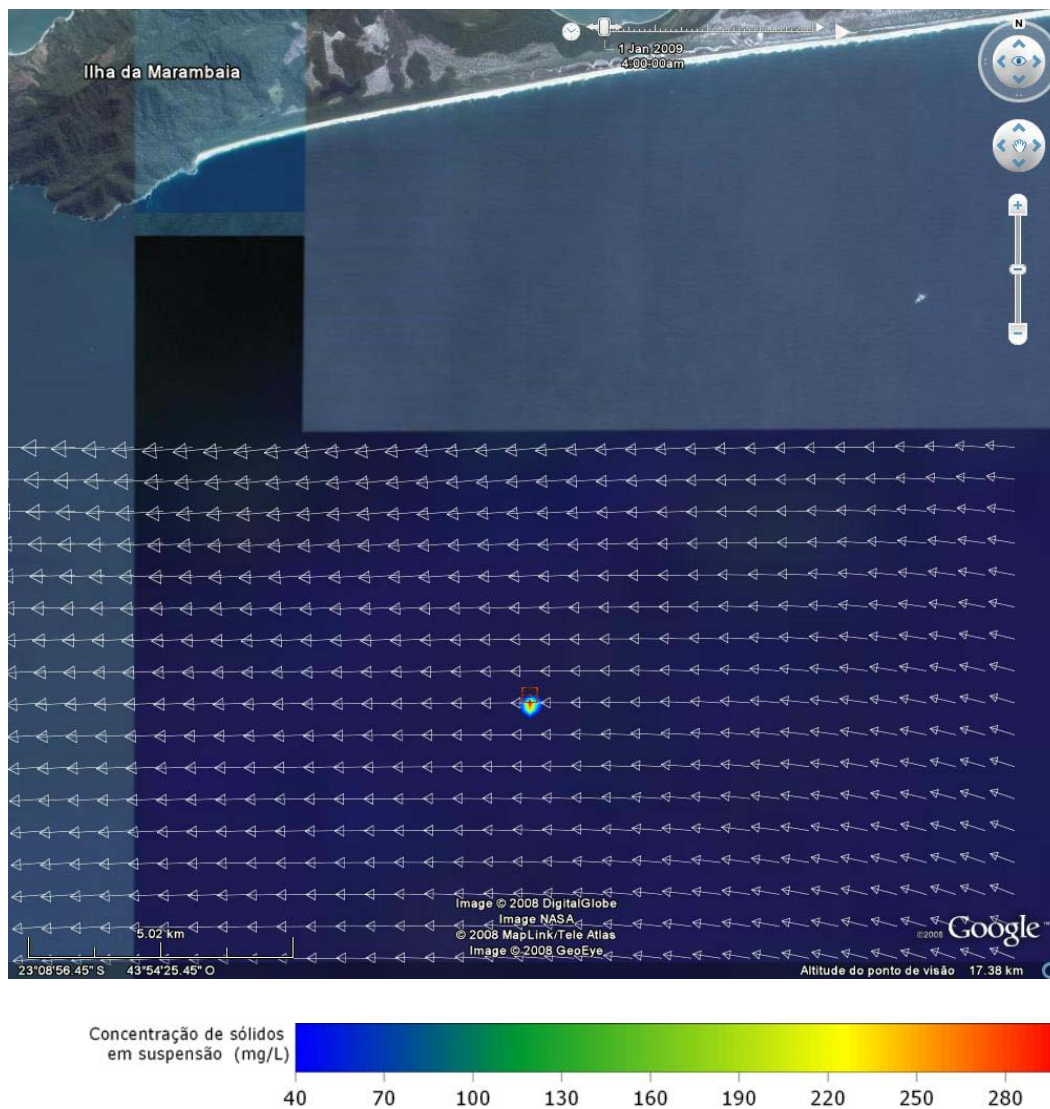 N
1 Jan 2009
4:00:00am
Ilha da Marambaia
Image © 2008 DigitalGlobe
Image NASA
© 2008 MapLink/Tele Atlas
Image © 2008 GeoEye
©2008 Google™
5.02 km
23°08'56.45" S 43°54'25.45" O
Altitude do ponto de visão 17.38 km
Concentração de sólidos
em suspensão (mg/L)
40 70 100 130 160 190 220 250 280